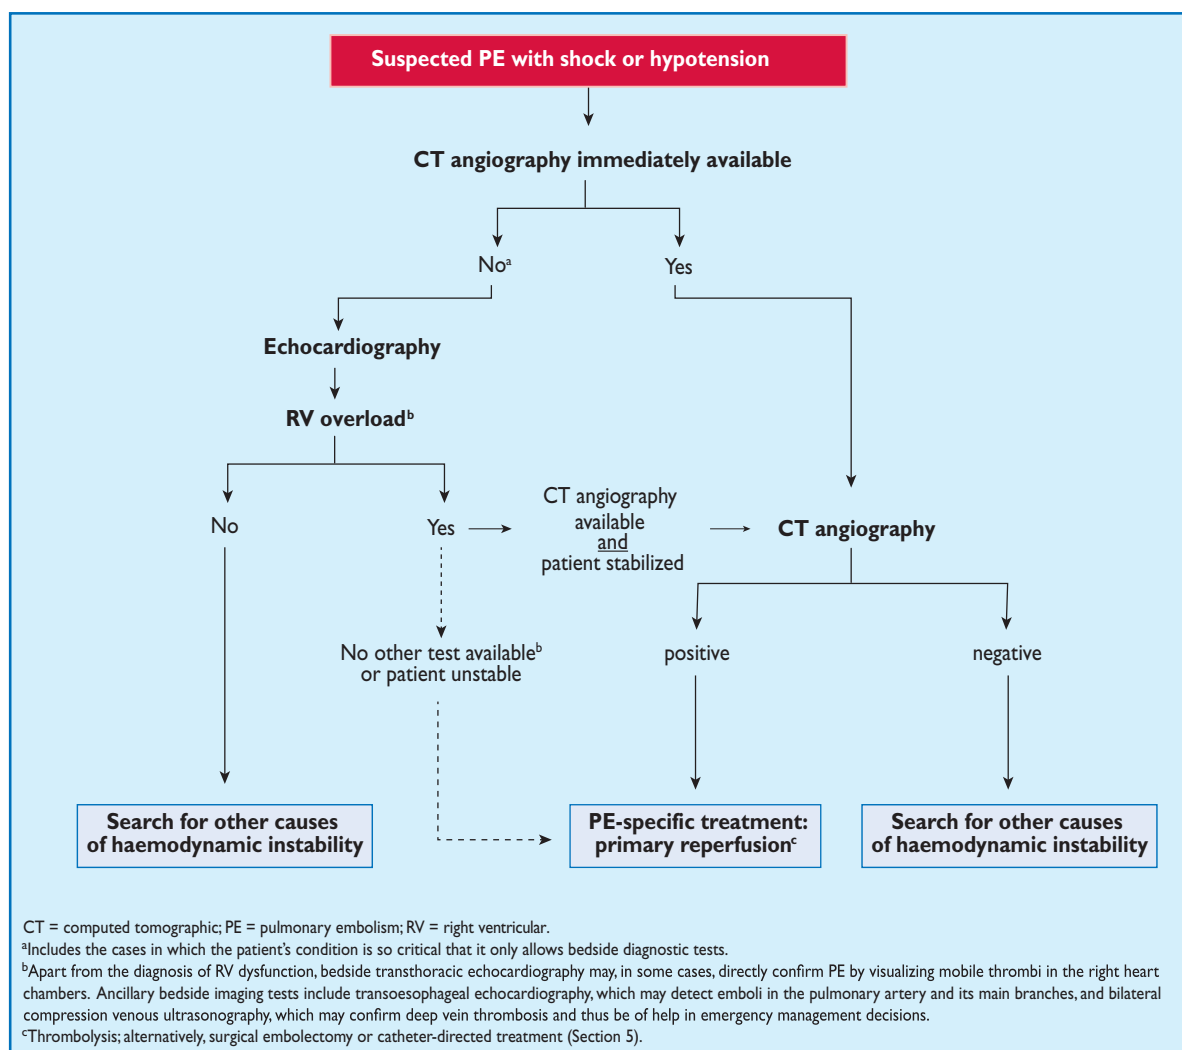 Suspected PE with shock or hypotension
CT angiography immediately available
Noᵃ
Yes
Echocardiography
RV overloadᵇ
No
Yes
CT angiography
available
and
patient stabilized
CT angiography
No other test availableᵇ
or patient unstable
positive
negative
Search for other causes
of haemodynamic instability
PE-specific treatment:
primary reperfusionᶜ
Search for other causes
of haemodynamic instability
CT = computed tomographic; PE = pulmonary embolism; RV = right ventricular.
ᵃIncludes the cases in which the patient’s condition is so critical that it only allows bedside diagnostic tests.
ᵇApart from the diagnosis of RV dysfunction, bedside transthoracic echocardiography may, in some cases, directly confirm PE by visualizing mobile thrombi in the right heart
chambers. Ancillary bedside imaging tests include transoesophageal echocardiography, which may detect emboli in the pulmonary artery and its main branches, and bilateral
compression venous ultrasonography, which may confirm deep vein thrombosis and thus be of help in emergency management decisions.
ᶜThrombolysis; alternatively, surgical embolectomy or catheter-directed treatment (Section 5).